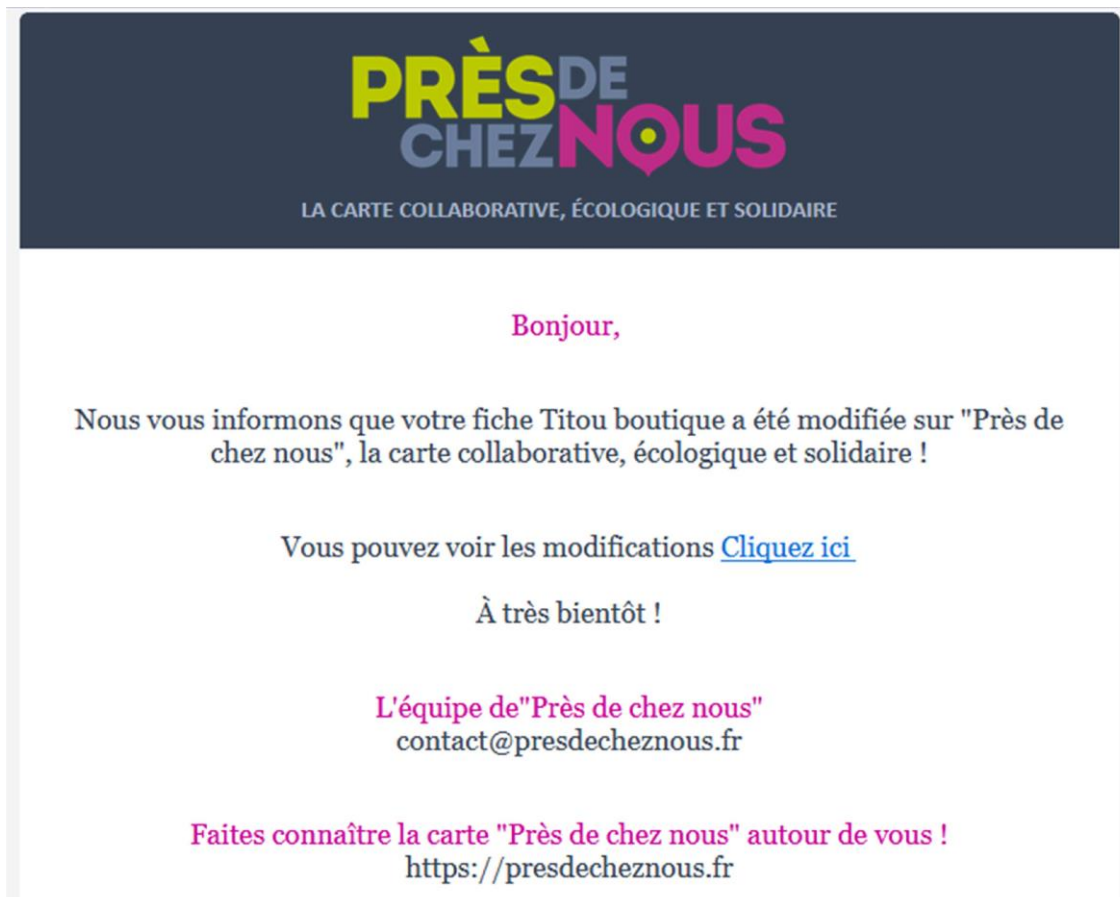 PRÈS DE
CHEZ NOUS
LA CARTE COLLABORATIVE, ÉCOLOGIQUE ET SOLIDAIRE
Bonjour,
Nous vous informons que votre fiche Titou boutique a été modifiée sur "Près de
chez nous", la carte collaborative, écologique et solidaire !
Vous pouvez voir les modifications Cliquez ici
À très bientôt !
L'équipe de"Près de chez nous"
contact@presdecheznous.fr
Faites connaître la carte "Près de chez nous" autour de vous !
https://presdecheznous.fr